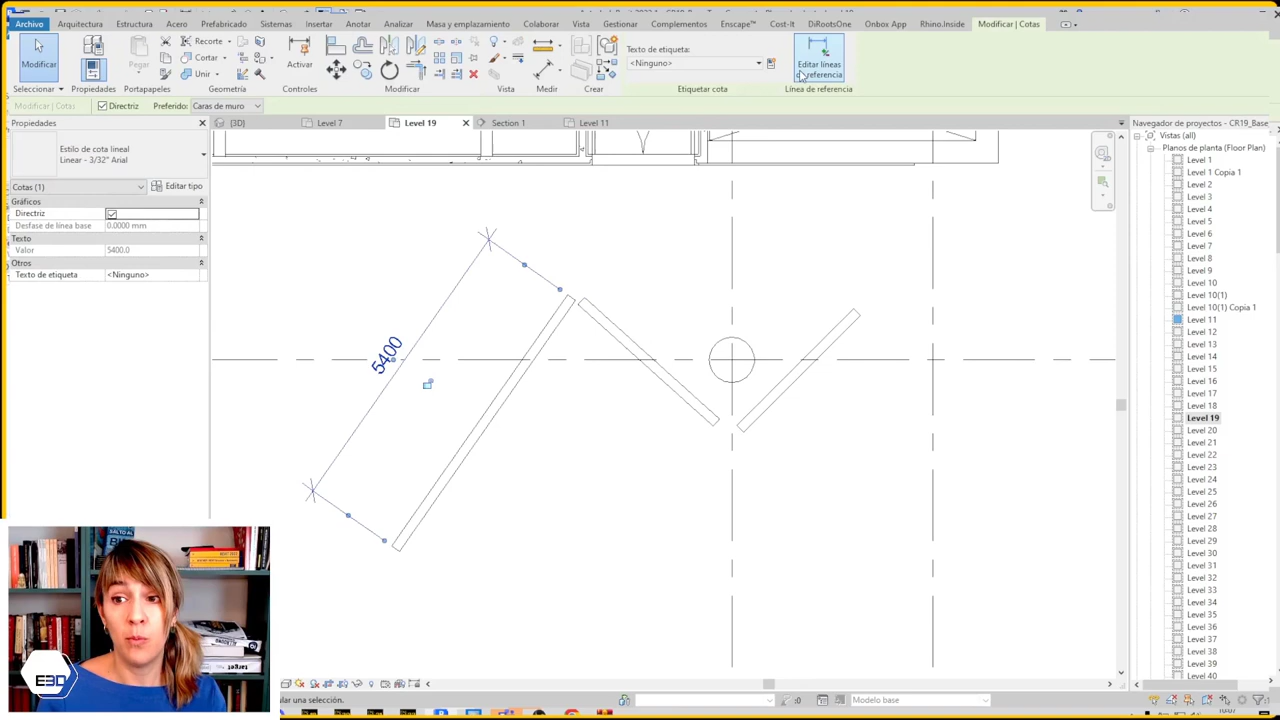 Archivo Arquitectura Estructura Acero Prefabricado Sistemas Insertar Anotar Analizar Masa y emplazamiento Colaborar Vista Gestionar Complementos Enscape™ Cost-It DiRootsOne Onbox App Rhino.Inside Modificar | Cotas
Recorte
Cortar
Unir
Modificar
Pegar
Activar
Texto de etiqueta:
<Ninguno>
Editar líneas
de referencia
Seleccionar Propiedades Portapapeles Geometría Controles Modificar Vista Medir Crear Etiquetar cota Línea de referencia
Modificar | Cotas Directriz Preferido: Caras de muro
Propiedades
{3D} Level 7 Level 19 Section 1 Level 11
Navegador de proyectos - CR19_Base
Estilo de cota lineal
Linear - 3/32" Arial
Cotas (1) Editar tipo
Gráficos
Directriz
Desfase de línea base 0.0000 mm
Texto
Valor 5400.0
Otros
Texto de etiqueta <Ninguno>
5400
Vistas (all)
Planos de planta (Floor Plan)
Level 1
Level 1 Copia 1
Level 2
Level 3
Level 4
Level 5
Level 6
Level 7
Level 8
Level 9
Level 10
Level 10(1)
Level 10(1) Copia 1
Level 11
Level 12
Level 13
Level 14
Level 15
Level 16
Level 17
Level 18
Level 19
Level 20
Level 21
Level 22
Level 23
Level 24
Level 25
Level 26
Level 27
Level 28
Level 29
Level 30
Level 31
Level 32
Level 33
Level 34
Level 35
Level 36
Level 37
Level 38
Level 39
Level 40
E3D
target
ular una selección. :0 Modelo base